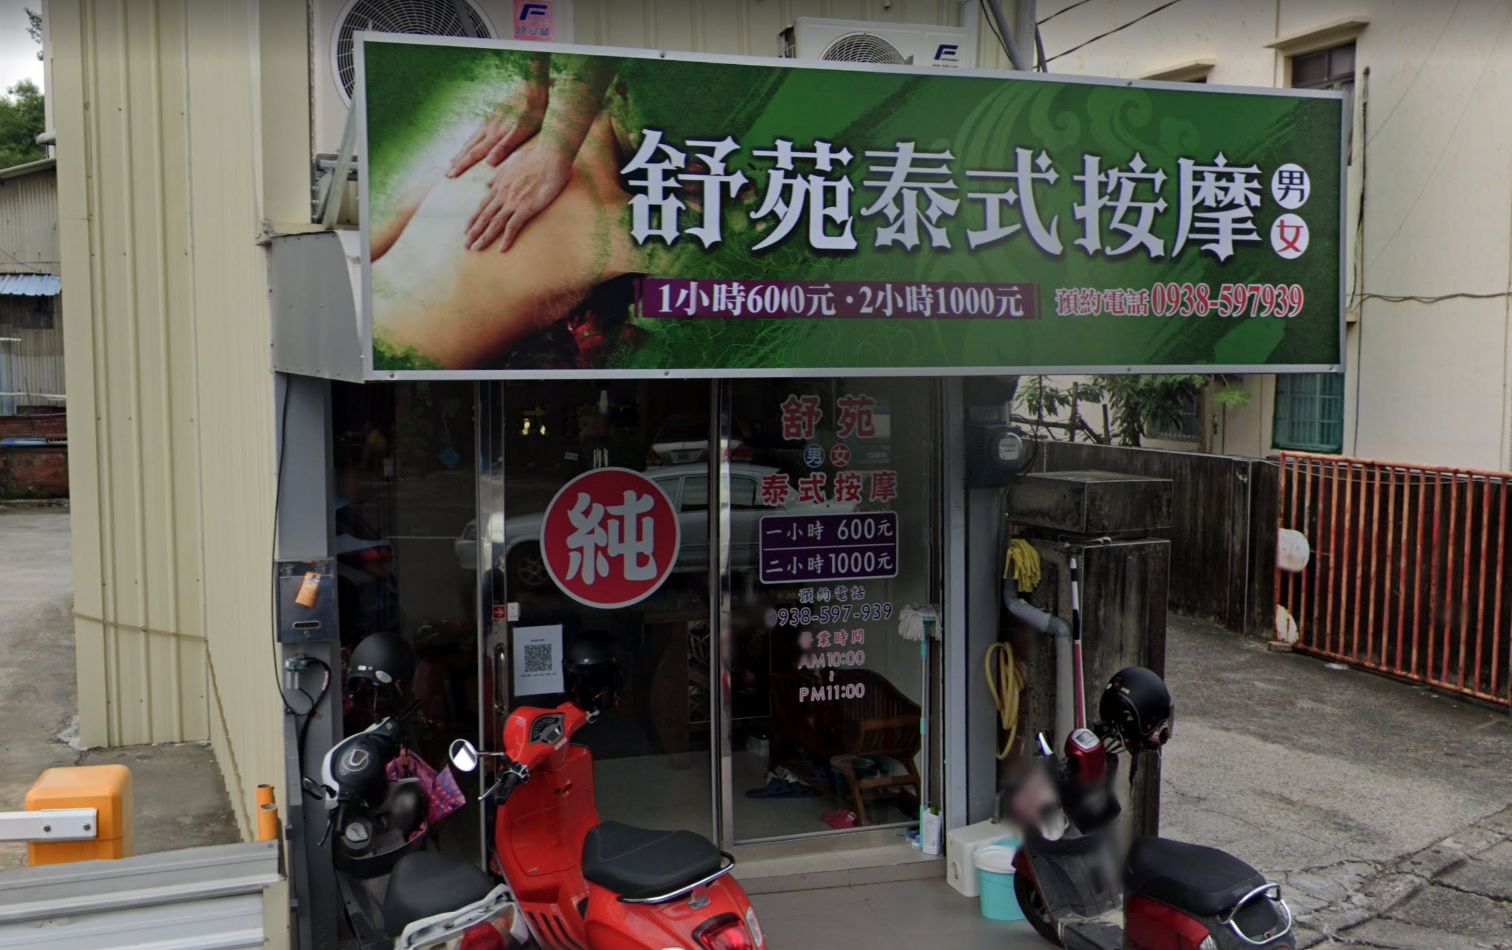 舒苑泰式按摩 男女
1小時600元·2小時1000元 預約電話0938-597939
舒苑
男女
泰式按摩
純
一小時 600元
二小時1000元
預約電話
0938-597-939
營業時間
AM10:00
~
PM11:00